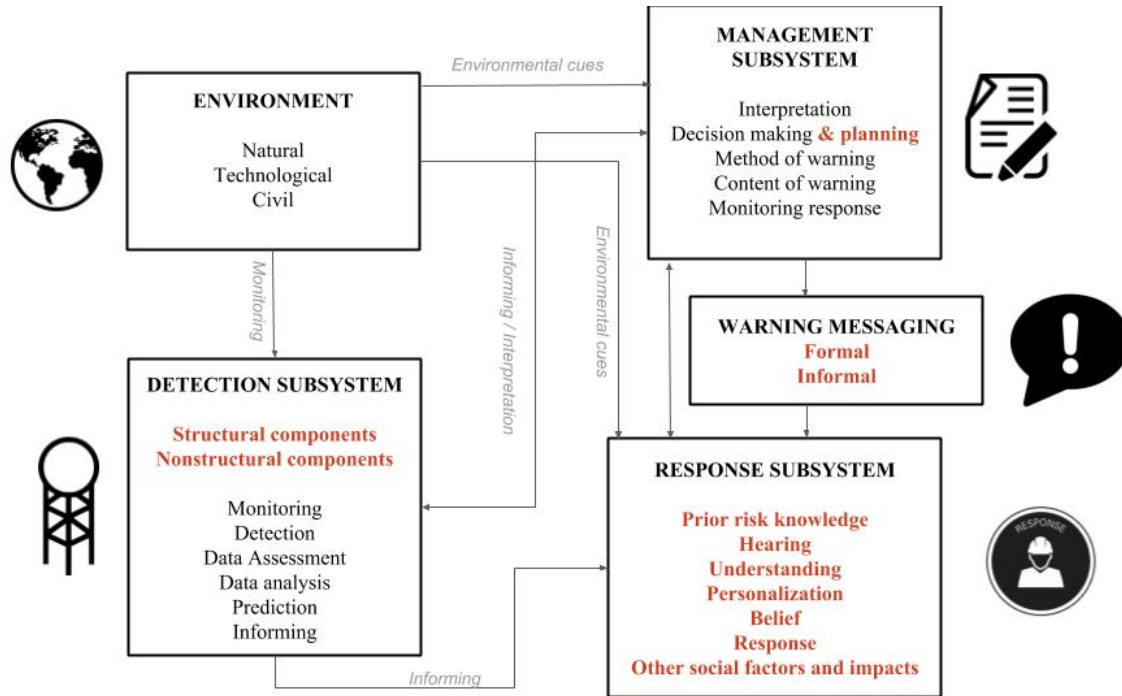 ENVIRONMENT
Natural
Technological
Civil
Environmental cues
MANAGEMENT
SUBSYSTEM
Interpretation
Decision making & planning
Method of warning
Content of warning
Monitoring response
Monitoring
Informing / Interpretation
Environmental cues
WARNING MESSAGING
Formal
Informal
DETECTION SUBSYSTEM
Structural components
Nonstructural components
Monitoring
Detection
Data Assessment
Data analysis
Prediction
Informing
Informing
RESPONSE SUBSYSTEM
Prior risk knowledge
Hearing
Understanding
Personalization
Belief
Response
Other social factors and impacts
RESPONSE